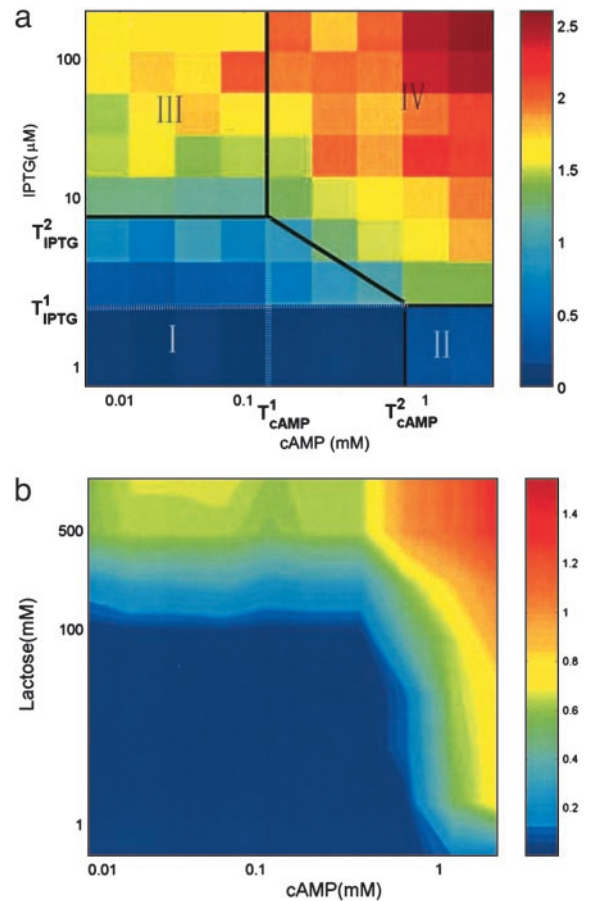 a
100
IPTG(μM)
10
T²IPTG
T¹IPTG
1
III
IV
I
II
2.5
2
1.5
1
0.5
0
0.01
0.1
T¹cAMP
T²cAMP
1
cAMP (mM)
b
500
Lactose(mM)
100
1
1.4
1.2
1
0.8
0.6
0.4
0.2
0.01
0.1
1
cAMP(mM)